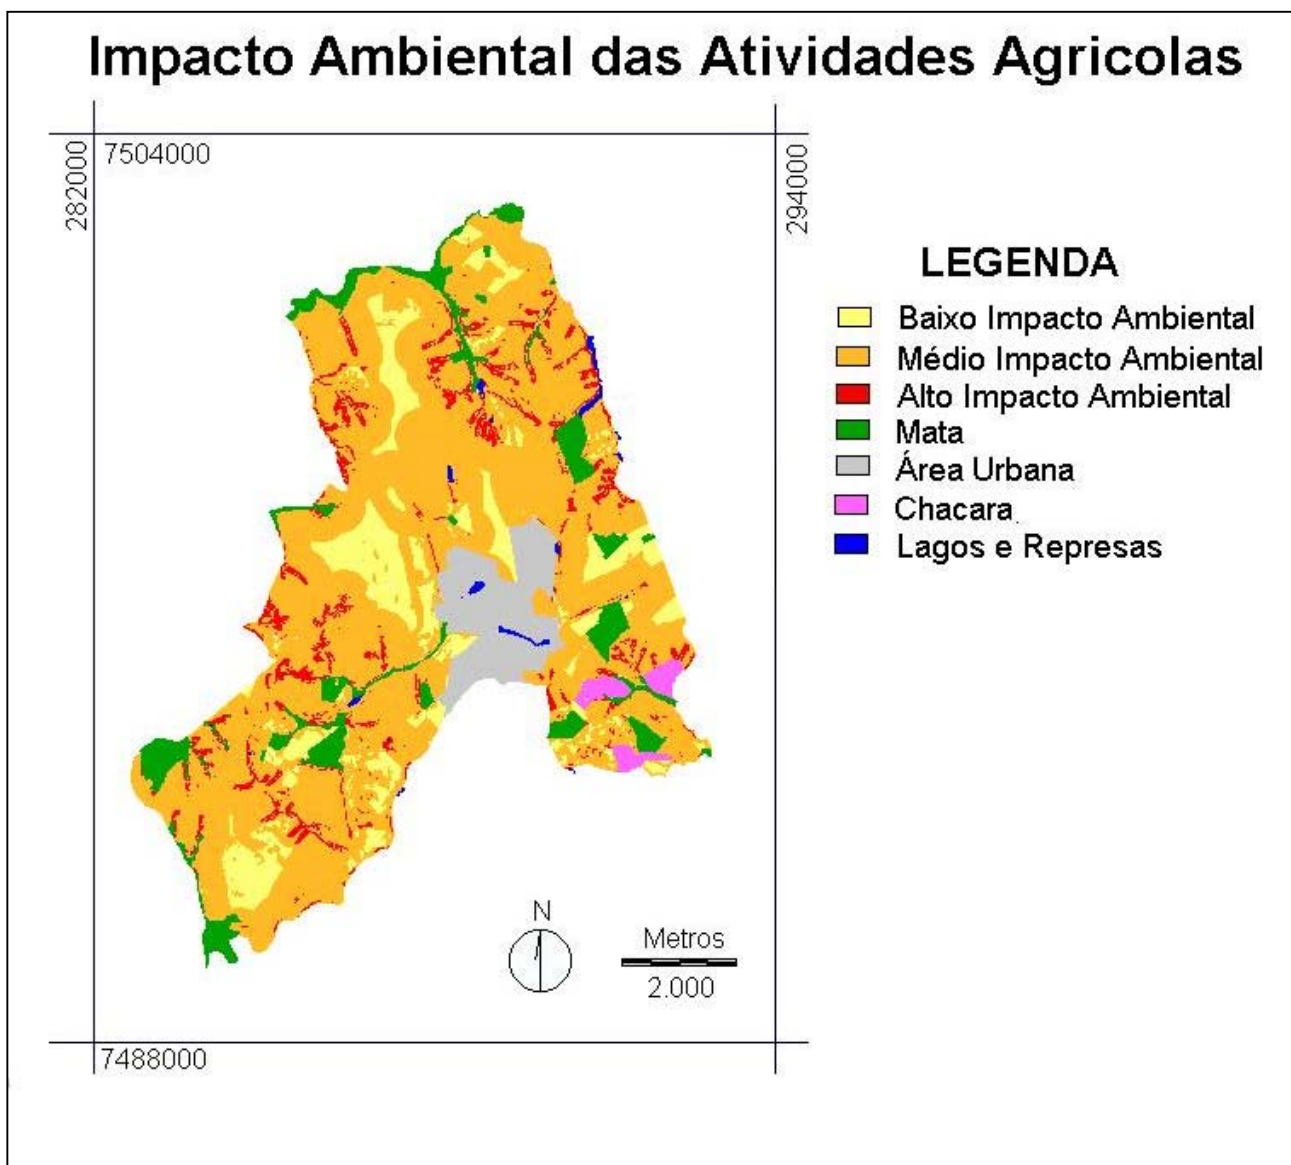 Impacto Ambiental das Atividades Agricolas
282000
7504000
294000
LEGENDA
Baixo Impacto Ambiental
Médio Impacto Ambiental
Alto Impacto Ambiental
Mata
Área Urbana
Chacara
Lagos e Represas
N
Metros
2.000
7488000